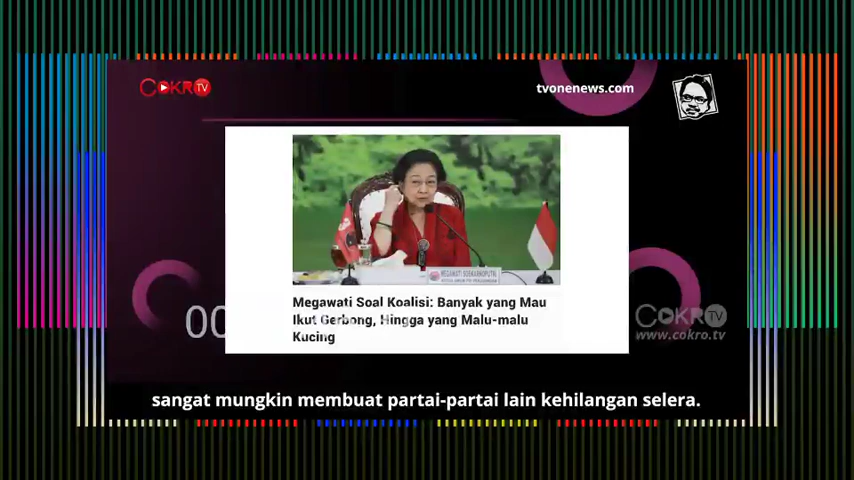 COKRO TV
tvonenews.com
MEGAWATI SOEKARNOPUTRI
Megawati Soal Koalisi: Banyak yang Mau
Ikut Gerbong, Hingga yang Malu-malu
Kucing
00
COKRO TV
www.cokro.tv
sangat mungkin membuat partai-partai lain kehilangan selera.